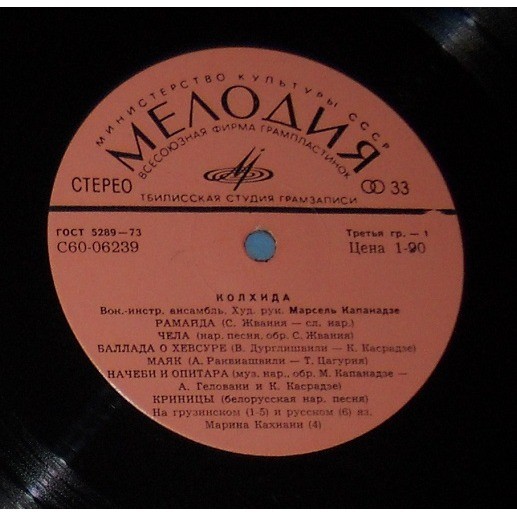 МИНИСТЕРСТВО КУЛЬТУРЫ СССР
МЕЛОДИЯ
ВСЕСОЮЗНАЯ ФИРМА ГРАМПЛАСТИНОК
СТЕРЕО
33
ТБИЛИССКАЯ СТУДИЯ ГРАМЗАПИСИ
ГОСТ 5289—73
Третья гр. — 1
С60-06239
Цена 1-90
КОЛХИДА
Вок.-инстр. ансамбль. Худ. рук. Марсель Капанадзе
РАМАИДА (С. Жвания — сл. нар.)
ЧЕЛА (нар. песня, обр. С. Жвания)
БАЛЛАДА О ХЕВСУРЕ (В. Дурглишвили — К. Касрадзе)
МАЯК (А. Раквиашвили — Т. Цагурия)
НАЧЕБИ И ОПИТАРА (муз. нар., обр. М. Капанадзе —
А. Геловани и К. Касрадзе)
КРИНИЦЫ (белорусская нар. песня)
На грузинском (1-5) и русском (6) яз.
Марина Кахиани (4)